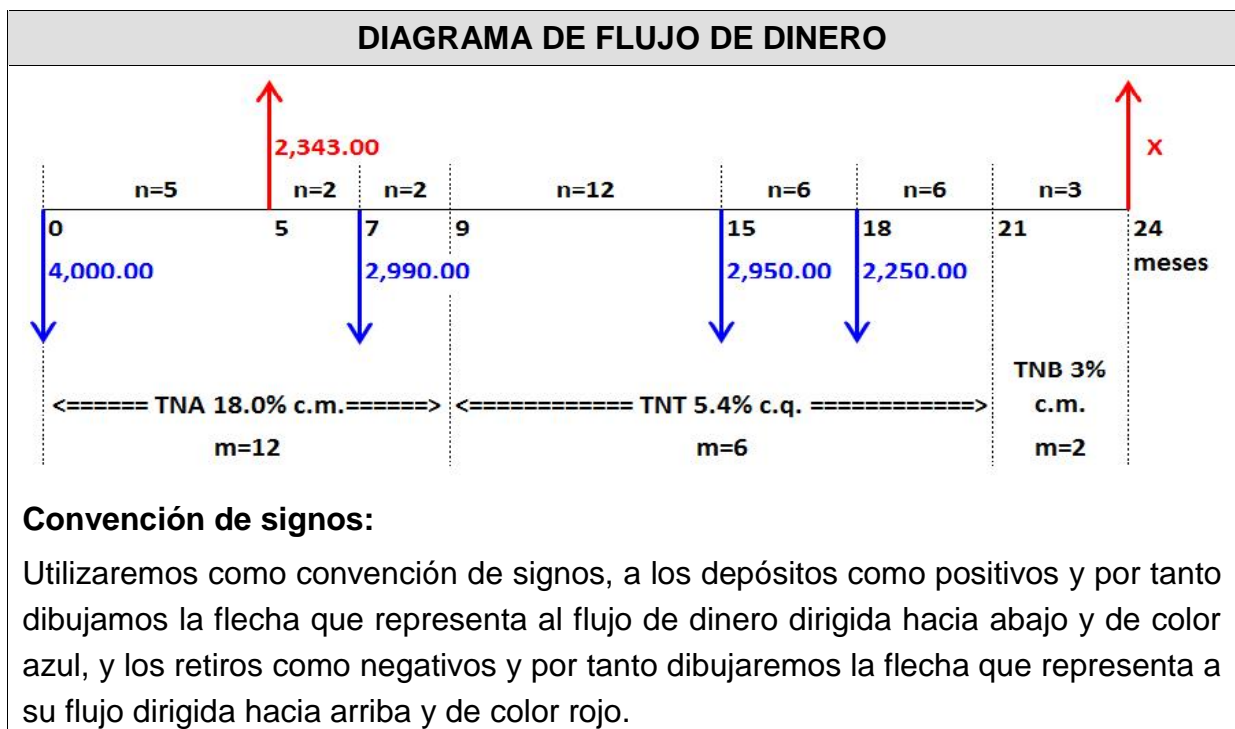 DIAGRAMA DE FLUJO DE DINERO
2,343.00 X
n=5 n=2 n=2 n=12 n=6 n=6 n=3
0 5 7 9 15 18 21 24
4,000.00 2,990.00 2,950.00 2,250.00 meses
TNB 3%
<====== TNA 18.0% c.m.======> <============ TNT 5.4% c.q. ============> c.m.
m=12 m=6 m=2
Convención de signos:
Utilizaremos como convención de signos, a los depósitos como positivos y por tanto
dibujamos la flecha que representa al flujo de dinero dirigida hacia abajo y de color
azul, y los retiros como negativos y por tanto dibujaremos la flecha que representa a
su flujo dirigida hacia arriba y de color rojo.